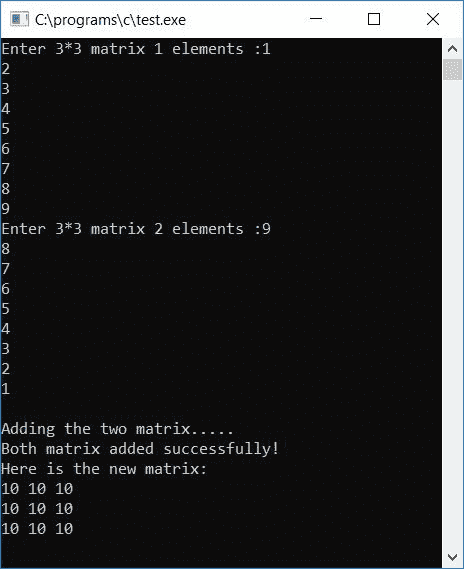 C:\programs\c\test.exe
Enter 3*3 matrix 1 elements :1
2
3
4
5
6
7
8
9
Enter 3*3 matrix 2 elements :9
8
7
6
5
4
3
2
1
Adding the two matrix.....
Both matrix added successfully!
Here is the new matrix:
10 10 10
10 10 10
10 10 10